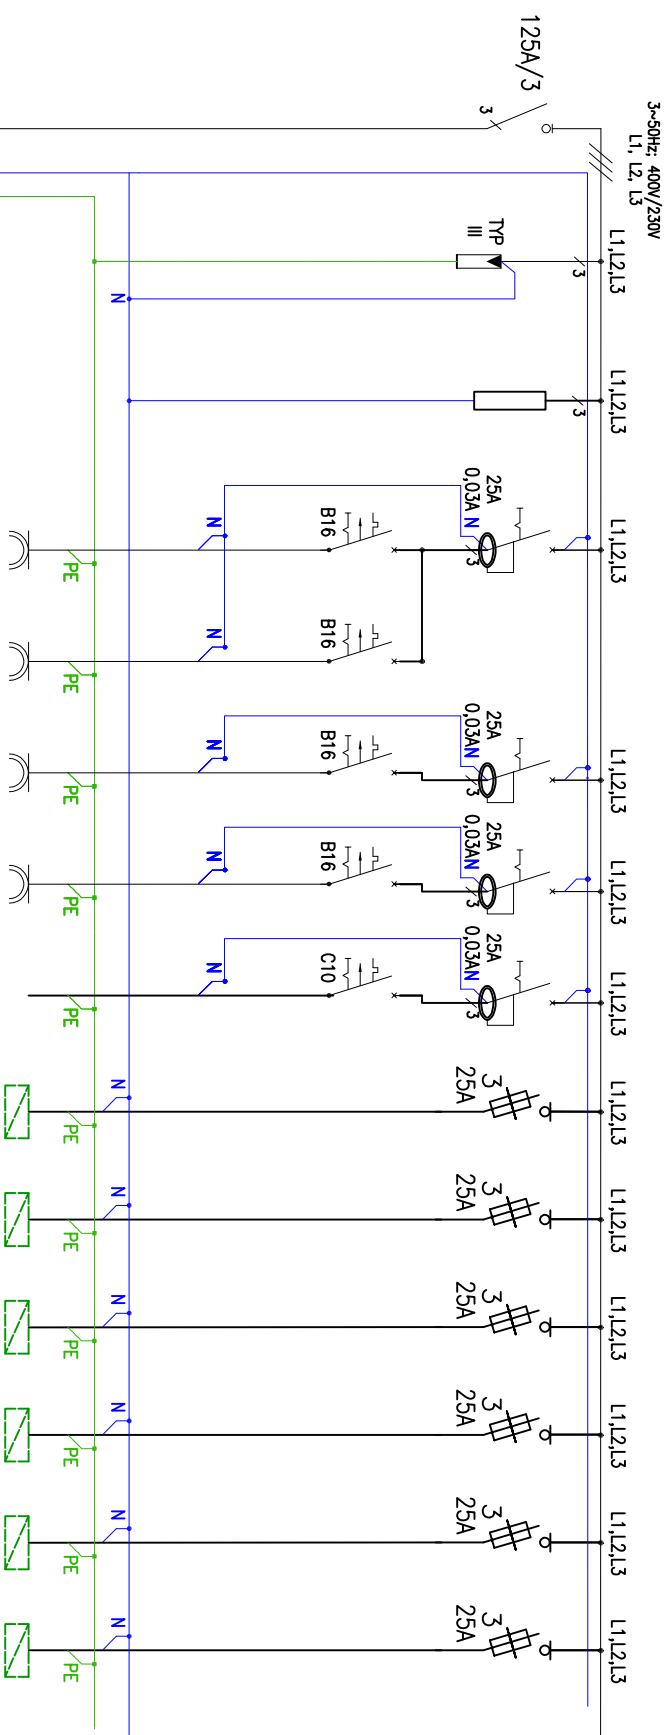 3~50Hz; 400V/230V
L1, L2, L3
125A/3
3
L1,L2,L3
3
TYP
III
N
L1,L2,L3
3
L1,L2,L3
25A
0,03A N
3
B16
N
PE
B16
N
PE
L1,L2,L3
25A
0,03AN
3
B16
N
PE
L1,L2,L3
25A
0,03AN
3
B16
N
PE
L1,L2,L3
25A
0,03AN
3
C10
N
PE
L1,L2,L3
3
25A
N
PE
L1,L2,L3
3
25A
N
PE
L1,L2,L3
3
25A
N
PE
L1,L2,L3
3
25A
N
PE
L1,L2,L3
3
25A
N
PE
L1,L2,L3
3
25A
N
PE